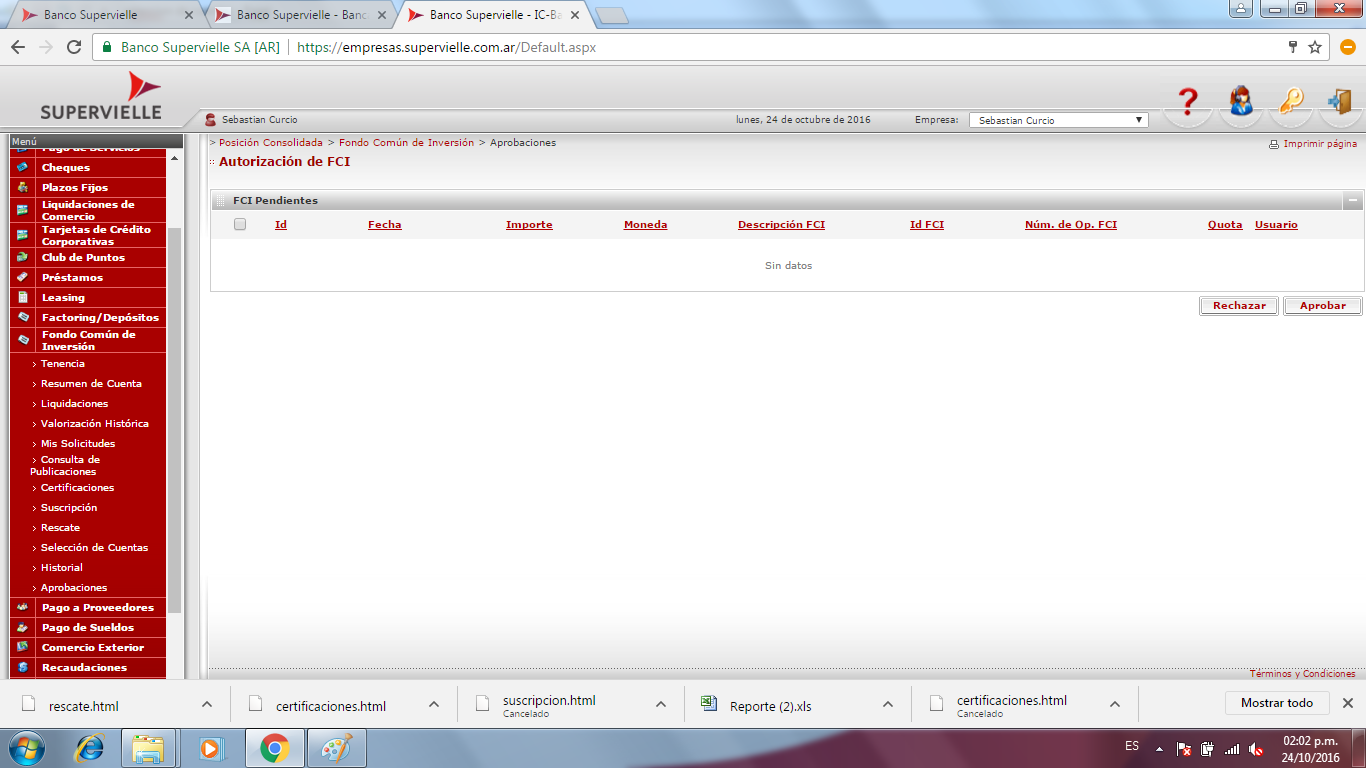 Banco Supervielle
Banco Supervielle - Banc
Banco Supervielle - IC-Ba
Banco Supervielle SA [AR] https://empresas.supervielle.com.ar/Default.aspx
SUPERVIELLE
Sebastian Curcio lunes, 24 de octubre de 2016 Empresa: Sebastian Curcio
Menú
Pago de Servicios
Cheques
Plazos Fijos
Liquidaciones de
Comercio
Tarjetas de Crédito
Corporativas
Club de Puntos
Préstamos
Leasing
Factoring/Depósitos
Fondo Común de
Inversión
> Tenencia
> Resumen de Cuenta
> Liquidaciones
> Valorización Histórica
> Mis Solicitudes
> Consulta de
Publicaciones
> Certificaciones
> Suscripción
> Rescate
> Selección de Cuentas
> Historial
> Aprobaciones
Pago a Proveedores
Pago de Sueldos
Comercio Exterior
Recaudaciones
> Posición Consolidada > Fondo Común de Inversión > Aprobaciones
Imprimir página
Autorización de FCI
FCI Pendientes
Id Fecha Importe Moneda Descripción FCI Id FCI Núm. de Op. FCI Quota Usuario
Sin datos
Rechazar Aprobar
Términos y Condiciones
rescate.html
certificaciones.html
suscripcion.html
Cancelado
Reporte (2).xls
certificaciones.html
Cancelado
Mostrar todo
ES
02:02 p.m.
24/10/2016